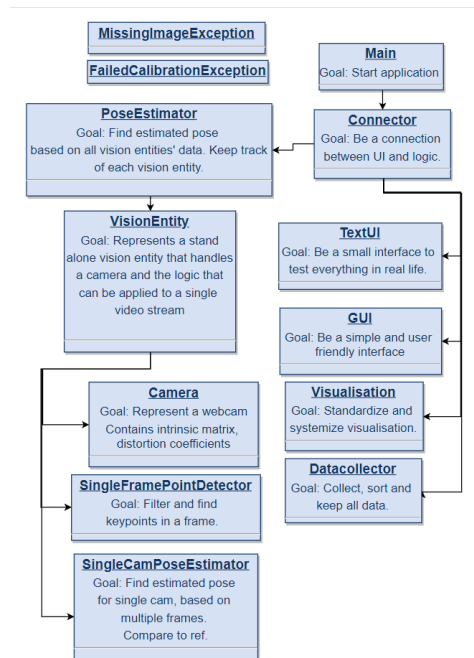 MissingImageException
FailedCalibrationException
Main
Goal: Start application
PoseEstimator
Goal: Find estimated pose
based on all vision entities' data. Keep track
of each vision entity.
Connector
Goal: Be a connection
between UI and logic.
VisionEntity
Goal: Represents a stand
alone vision entity that handles
a camera and the logic that
can be applied to a single
video stream
TextUI
Goal: Be a small interface to
test everything in real life.
GUI
Goal: Be a simple and user
friendly interface
Camera
Goal: Represent a webcam
Contains intrinsic matrix,
distortion coefficients
Visualisation
Goal: Standardize and
systemize visualisation.
Datacollector
Goal: Collect, sort and
keep all data.
SingleFramePointDetector
Goal: Filter and find
keypoints in a frame.
SingleCamPoseEstimator
Goal: Find estimated pose
for single cam, based on
multiple frames.
Compare to ref.